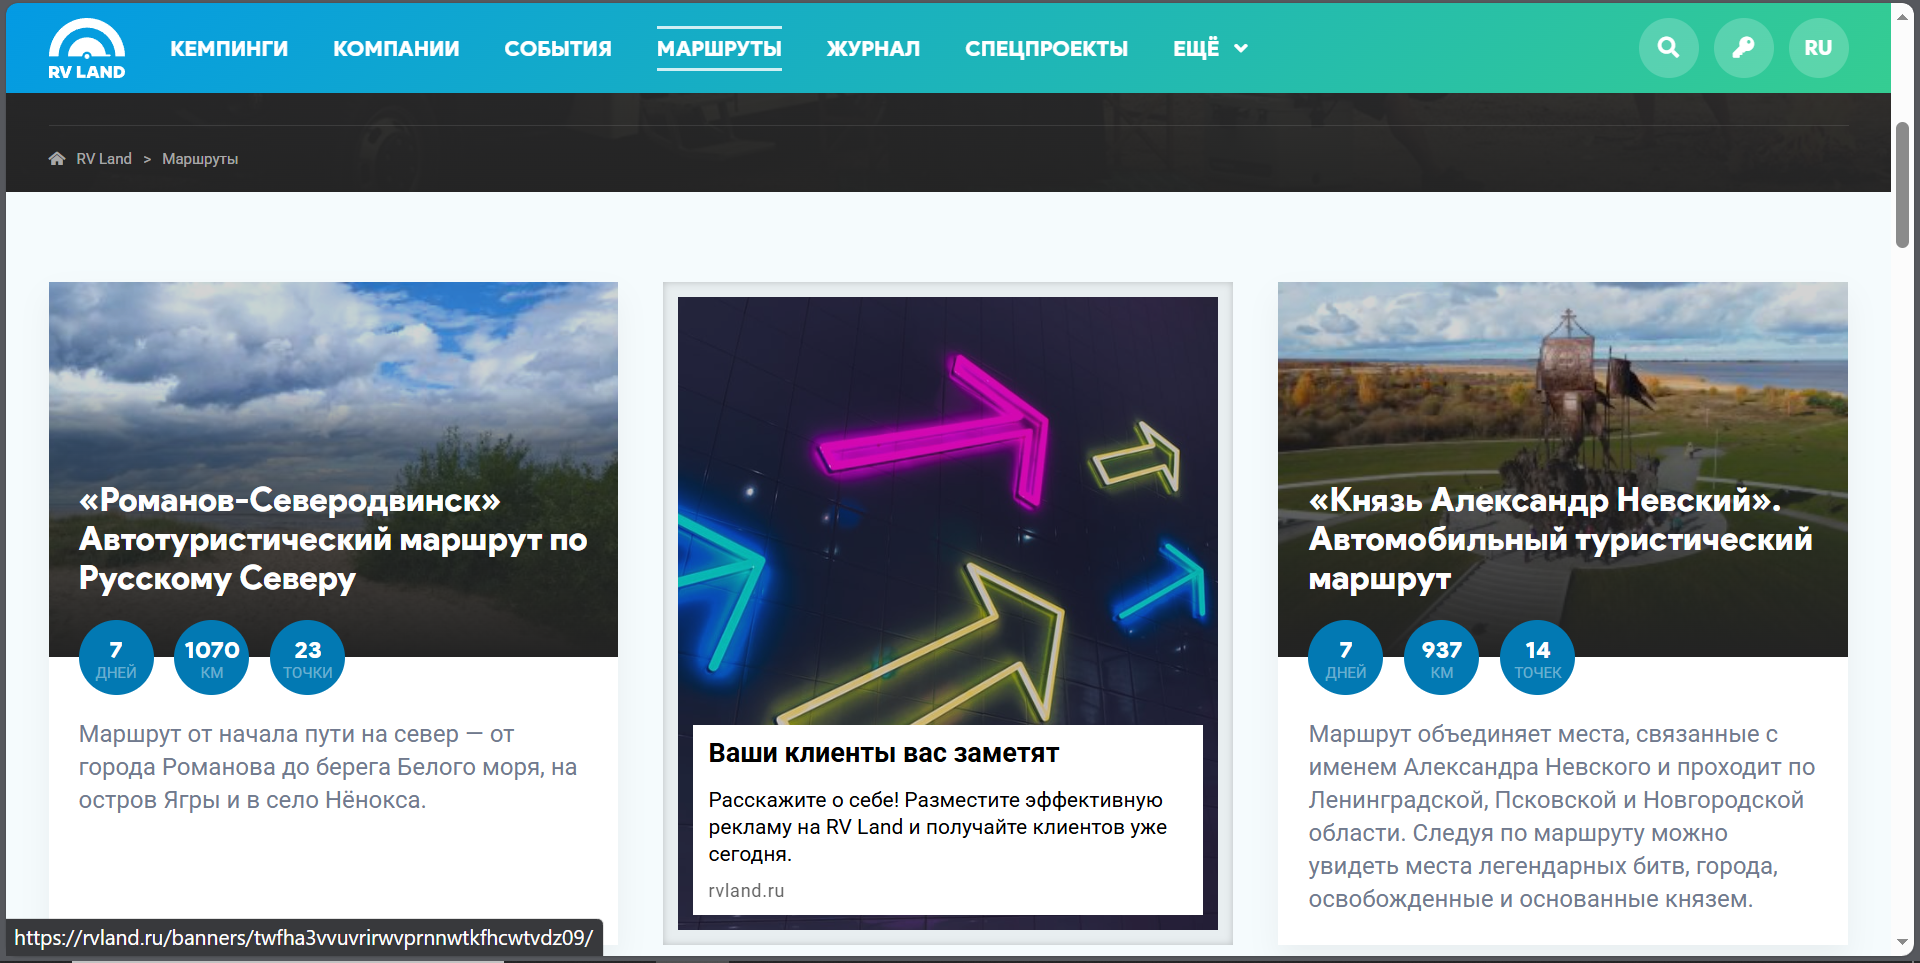 RV LAND
КЕМПИНГИ
КОМПАНИИ
СОБЫТИЯ
МАРШРУТЫ
ЖУРНАЛ
СПЕЦПРОЕКТЫ
ЕЩЁ
RU
RV Land > Маршруты
«Романов-Северодвинск»
Автотуристический маршрут по
Русскому Северу
7
ДНЕЙ
1070
КМ
23
ТОЧКИ
Маршрут от начала пути на север — от
города Романова до берега Белого моря, на
остров Ягры и в село Нёнокса.
Ваши клиенты вас заметят
Расскажите о себе! Разместите эффективную
рекламу на RV Land и получайте клиентов уже
сегодня.
rvland.ru
«Князь Александр Невский».
Автомобильный туристический
маршрут
7
ДНЕЙ
937
КМ
14
ТОЧЕК
Маршрут объединяет места, связанные с
именем Александра Невского и проходит по
Ленинградской, Псковской и Новгородской
области. Следуя по маршруту можно
увидеть места легендарных битв, города,
освобожденные и основанные князем.
https://rvland.ru/banners/twfha3vvuvrirwvprnnwtkfhcwtvdz09/